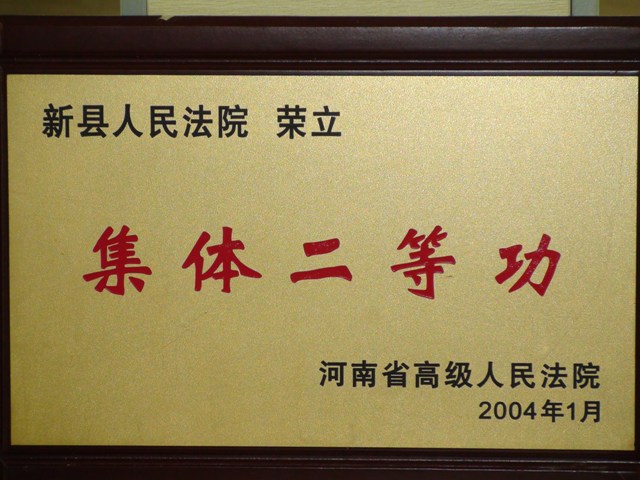 新县人民法院 荣立
集体二等功
河南省高级人民法院
2004年1月